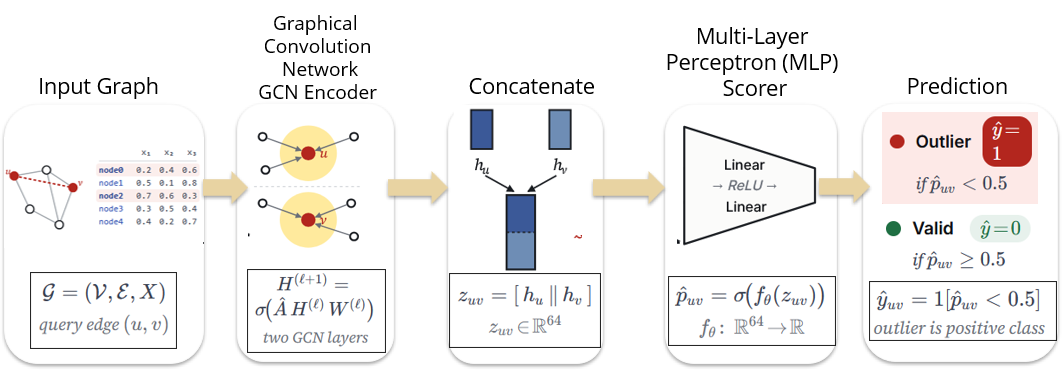 Input Graph
u
v
x₁ x₂ x₃
node0 0.2 0.4 0.6
node1 0.5 0.1 0.8
node2 0.7 0.6 0.3
node3 0.3 0.5 0.4
node4 0.4 0.2 0.7
𝒢 = (𝒱, ℰ, X)
query edge (u, v)
Graphical
Convolution
Network
GCN Encoder
u
v
H^(ℓ+1) =
σ(Â H^(ℓ) W^(ℓ))
two GCN layers
Concatenate
h_u h_v
~
z_uv = [ h_u ∥ h_v ]
z_uv ∈ ℝ^64
Multi-Layer
Perceptron (MLP)
Scorer
Linear
→ ReLU →
Linear
p̂_uv = σ(f_θ(z_uv))
f_θ : ℝ^64 → ℝ
Prediction
Outlier ŷ = 1
if p̂_uv < 0.5
Valid ŷ = 0
if p̂_uv ≥ 0.5
ŷ_uv = 1[p̂_uv < 0.5]
outlier is positive class